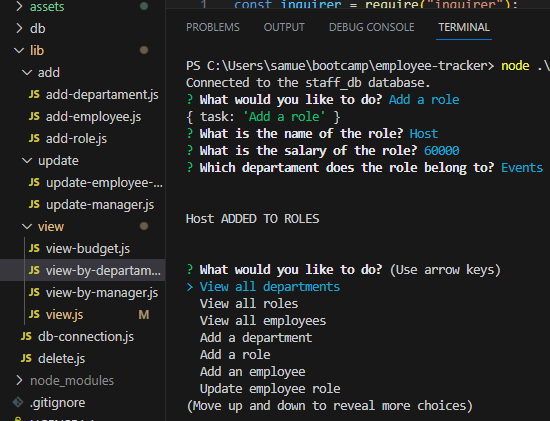 assets
db
lib
add
JS add-departament.js
JS add-employee.js
JS add-role.js
update
JS update-employee-...
JS update-manager.js
view
JS view-budget.js
JS view-by-departam...
JS view-by-manager.js
JS view.js M
JS db-connection.js
JS delete.js
node_modules
.gitignore
1 const inquirer = require("inquirer");
PROBLEMS OUTPUT DEBUG CONSOLE TERMINAL
PS C:\Users\samue\bootcamp\employee-tracker> node .\
Connected to the staff_db database.
? What would you like to do? Add a role
{ task: 'Add a role' }
? What is the name of the role? Host
? What is the salary of the role? 60000
? Which departament does the role belong to? Events
Host ADDED TO ROLES
? What would you like to do? (Use arrow keys)
> View all departments
View all roles
View all employees
Add a department
Add a role
Add an employee
Update employee role
(Move up and down to reveal more choices)